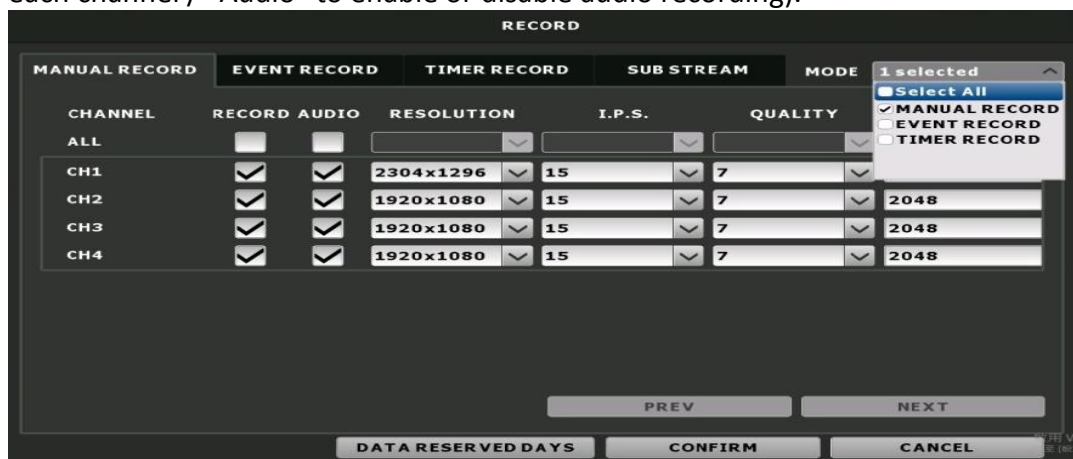 each channel) "Audio" to enable or disable audio recording).
RECORD
MANUAL RECORD EVENT RECORD TIMER RECORD SUB STREAM MODE 1 selected
Select All
CHANNEL RECORD AUDIO RESOLUTION I.P.S. QUALITY MANUAL RECORD
EVENT RECORD
ALL TIMER RECORD
CH1 2304x1296 15 7
CH2 1920x1080 15 7 2048
CH3 1920x1080 15 7 2048
CH4 1920x1080 15 7 2048
PREV NEXT
DATA RESERVED DAYS CONFIRM CANCEL